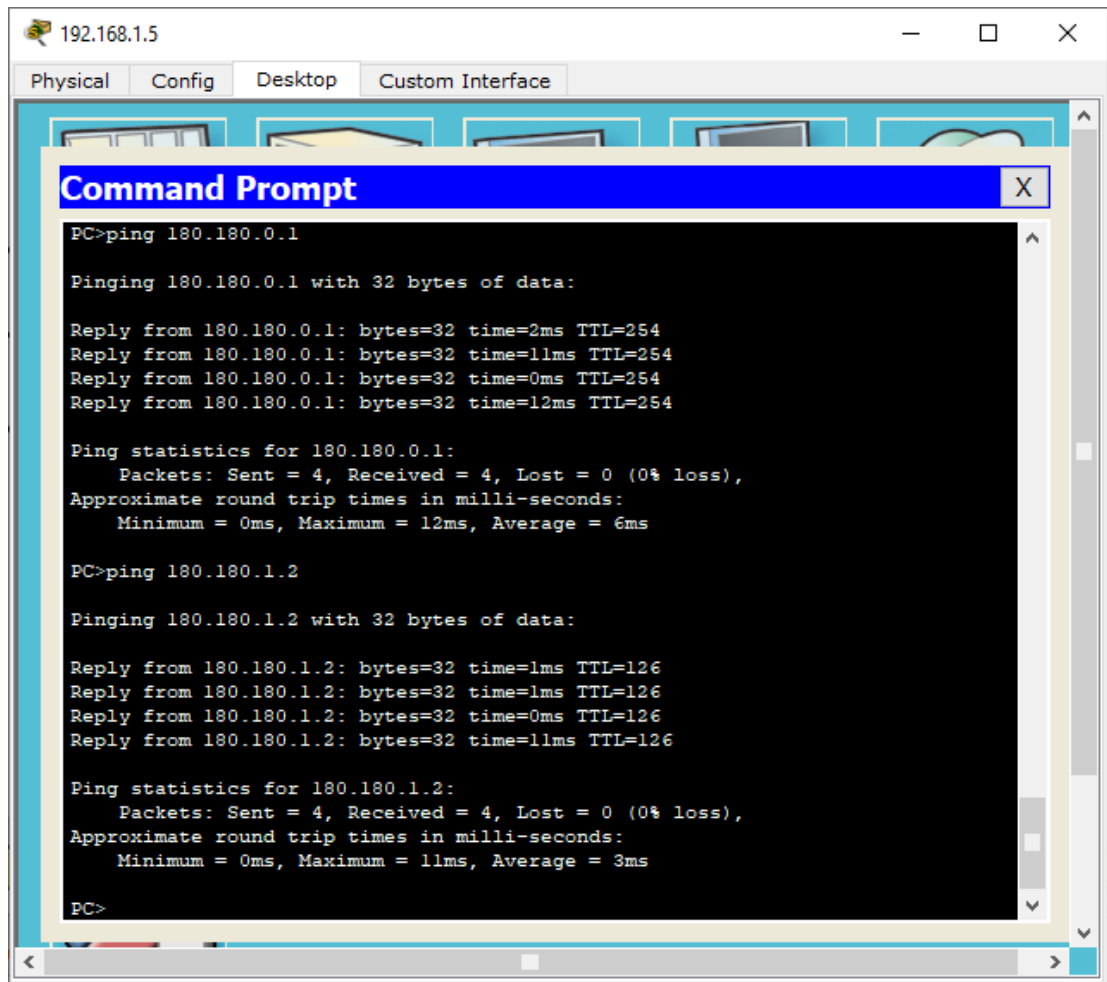 192.168.1.5
Physical Config Desktop Custom Interface
Command Prompt X
PC>ping 180.180.0.1
Pinging 180.180.0.1 with 32 bytes of data:
Reply from 180.180.0.1: bytes=32 time=2ms TTL=254
Reply from 180.180.0.1: bytes=32 time=11ms TTL=254
Reply from 180.180.0.1: bytes=32 time=0ms TTL=254
Reply from 180.180.0.1: bytes=32 time=12ms TTL=254
Ping statistics for 180.180.0.1:
Packets: Sent = 4, Received = 4, Lost = 0 (0% loss),
Approximate round trip times in milli-seconds:
Minimum = 0ms, Maximum = 12ms, Average = 6ms
PC>ping 180.180.1.2
Pinging 180.180.1.2 with 32 bytes of data:
Reply from 180.180.1.2: bytes=32 time=1ms TTL=126
Reply from 180.180.1.2: bytes=32 time=1ms TTL=126
Reply from 180.180.1.2: bytes=32 time=0ms TTL=126
Reply from 180.180.1.2: bytes=32 time=11ms TTL=126
Ping statistics for 180.180.1.2:
Packets: Sent = 4, Received = 4, Lost = 0 (0% loss),
Approximate round trip times in milli-seconds:
Minimum = 0ms, Maximum = 11ms, Average = 3ms
PC>